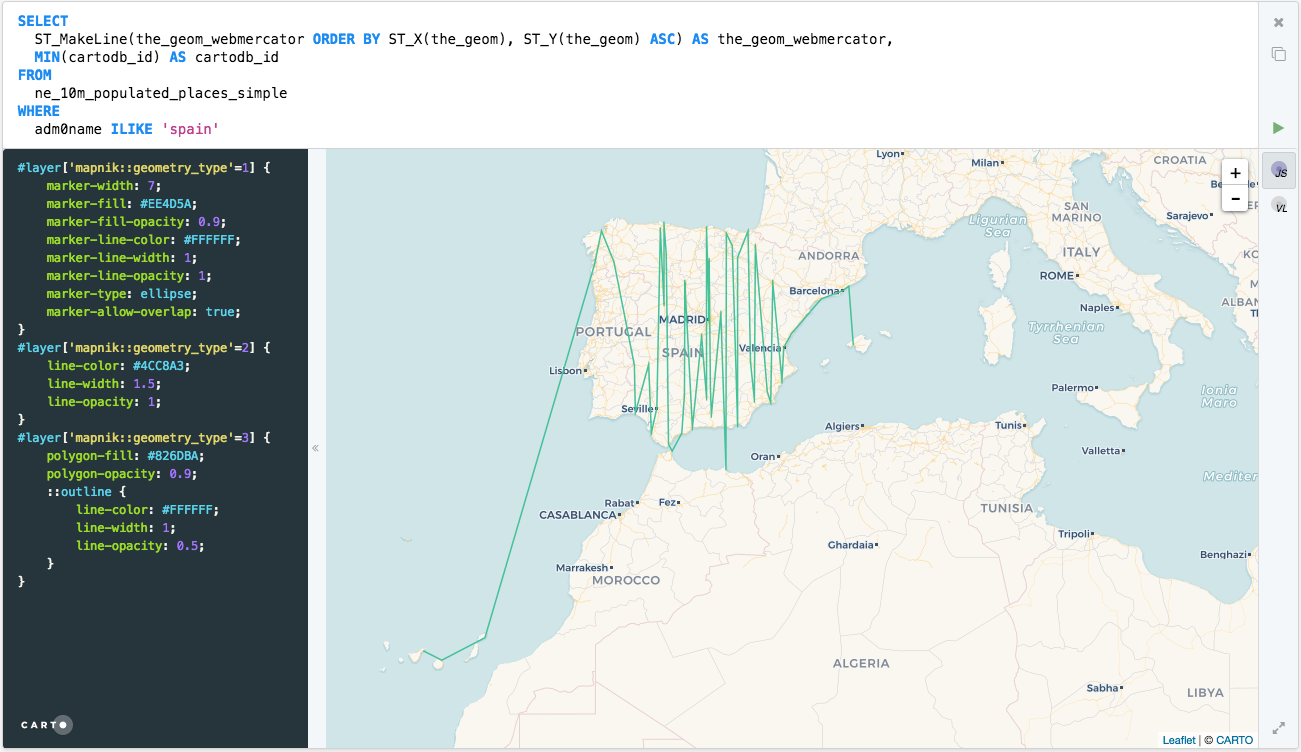 SELECT
ST_MakeLine(the_geom_webmercator ORDER BY ST_X(the_geom), ST_Y(the_geom) ASC) AS the_geom_webmercator,
MIN(cartodb_id) AS cartodb_id
FROM
ne_10m_populated_places_simple
WHERE
adm0name ILIKE 'spain'
#layer['mapnik::geometry_type'=1] {
marker-width: 7;
marker-fill: #EE4D5A;
marker-fill-opacity: 0.9;
marker-line-color: #FFFFFF;
marker-line-width: 1;
marker-line-opacity: 1;
marker-type: ellipse;
marker-allow-overlap: true;
}
#layer['mapnik::geometry_type'=2] {
line-color: #4CC8A3;
line-width: 1.5;
line-opacity: 1;
}
#layer['mapnik::geometry_type'=3] {
polygon-fill: #826DBA;
polygon-opacity: 0.9;
::outline {
line-color: #FFFFFF;
line-width: 1;
line-opacity: 0.5;
}
}
CARTO
«
Lyon
Milan
CROATIA
SAN
MARINO
Sarajevo
Ligurian
Sea
ITALY
ANDORRA
ROME
Barcelona
Naples
PORTUGAL
MADRID
Tyrrhenian
Sea
SPAIN
Valencia
Lisbon
Palermo
Ionia
Maro
Seville
Algiers
Tunis
Valletta
Oran
Mediter
Rabat
Fez
CASABLANCA
TUNISIA
Tripoli
Ghardaia
Benghazi
Marrakesh
MOROCCO
ALGERIA
Sabha
LIBYA
+
-
JS
VL
Leaflet | © CARTO